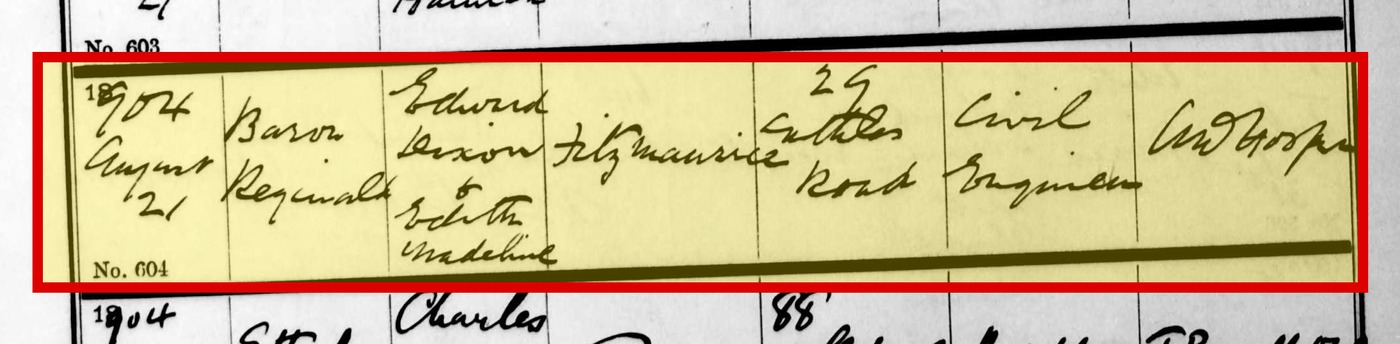 21
No. 603
1904
August
21
Baron
Reginald
Edward
Dixon
&
Edith
Madeline
Fitzmaurice
29
Road
Civil
Engineer
No. 604
1904
Charles
88